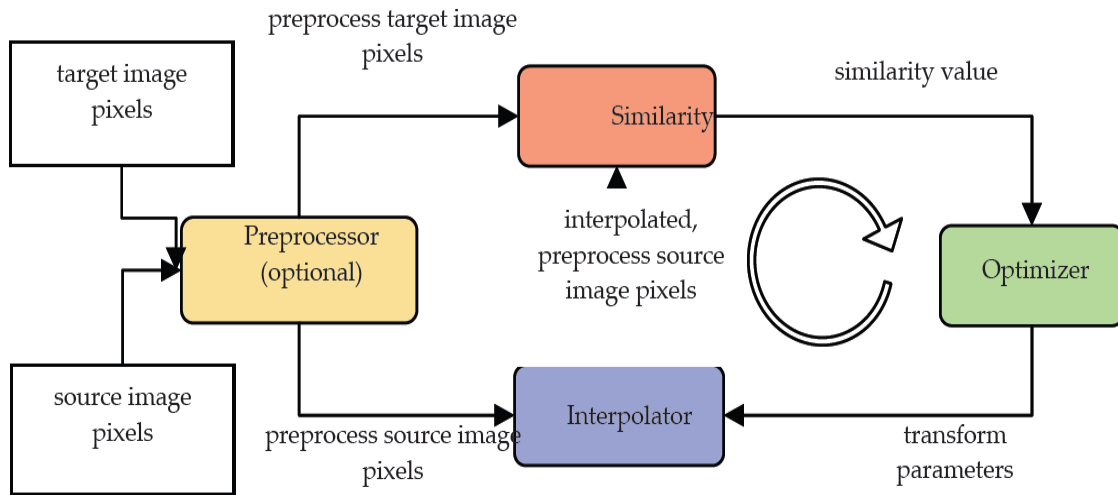 preprocess target image
pixels
target image
pixels
similarity value
Similarity
interpolated,
preprocess source
image pixels
Preprocessor
(optional)
Optimizer
source image
pixels
preprocess source image
pixels
Interpolator
transform
parameters